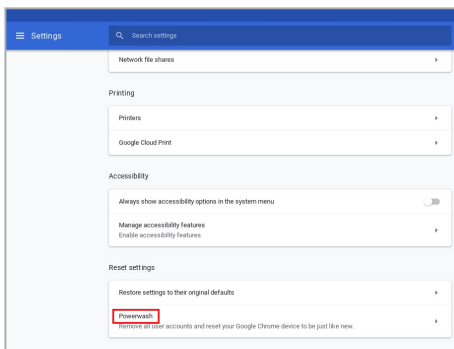 Settings
Search settings
Network file shares
Printing
Printers
Google Cloud Print
Accessibility
Always show accessibility options in the system menu
Manage accessibility features
Enable accessibility features
Reset settings
Restore settings to their original defaults
Powerwash
Remove all user accounts and reset your Google Chrome device to be just like new.